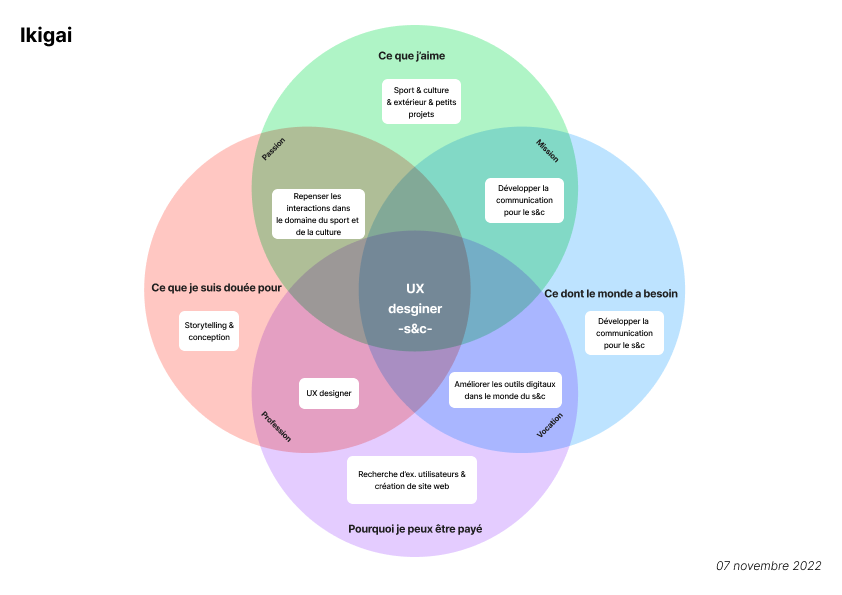 Ikigai
Ce que j'aime
Sport & culture
& extérieur & petits
projets
Passion
Mission
Repenser les
interactions dans
le domaine du sport et
de la culture
Développer la
communication
pour le s&c
Ce que je suis douée pour
UX
desginer
-s&c-
Ce dont le monde a besoin
Storytelling &
conception
Développer la
communication
pour le s&c
UX designer
Améliorer les outils digitaux
dans le monde du s&c
Profession
Vocation
Recherche d'ex. utilisateurs &
création de site web
Pourquoi je peux être payé
07 novembre 2022